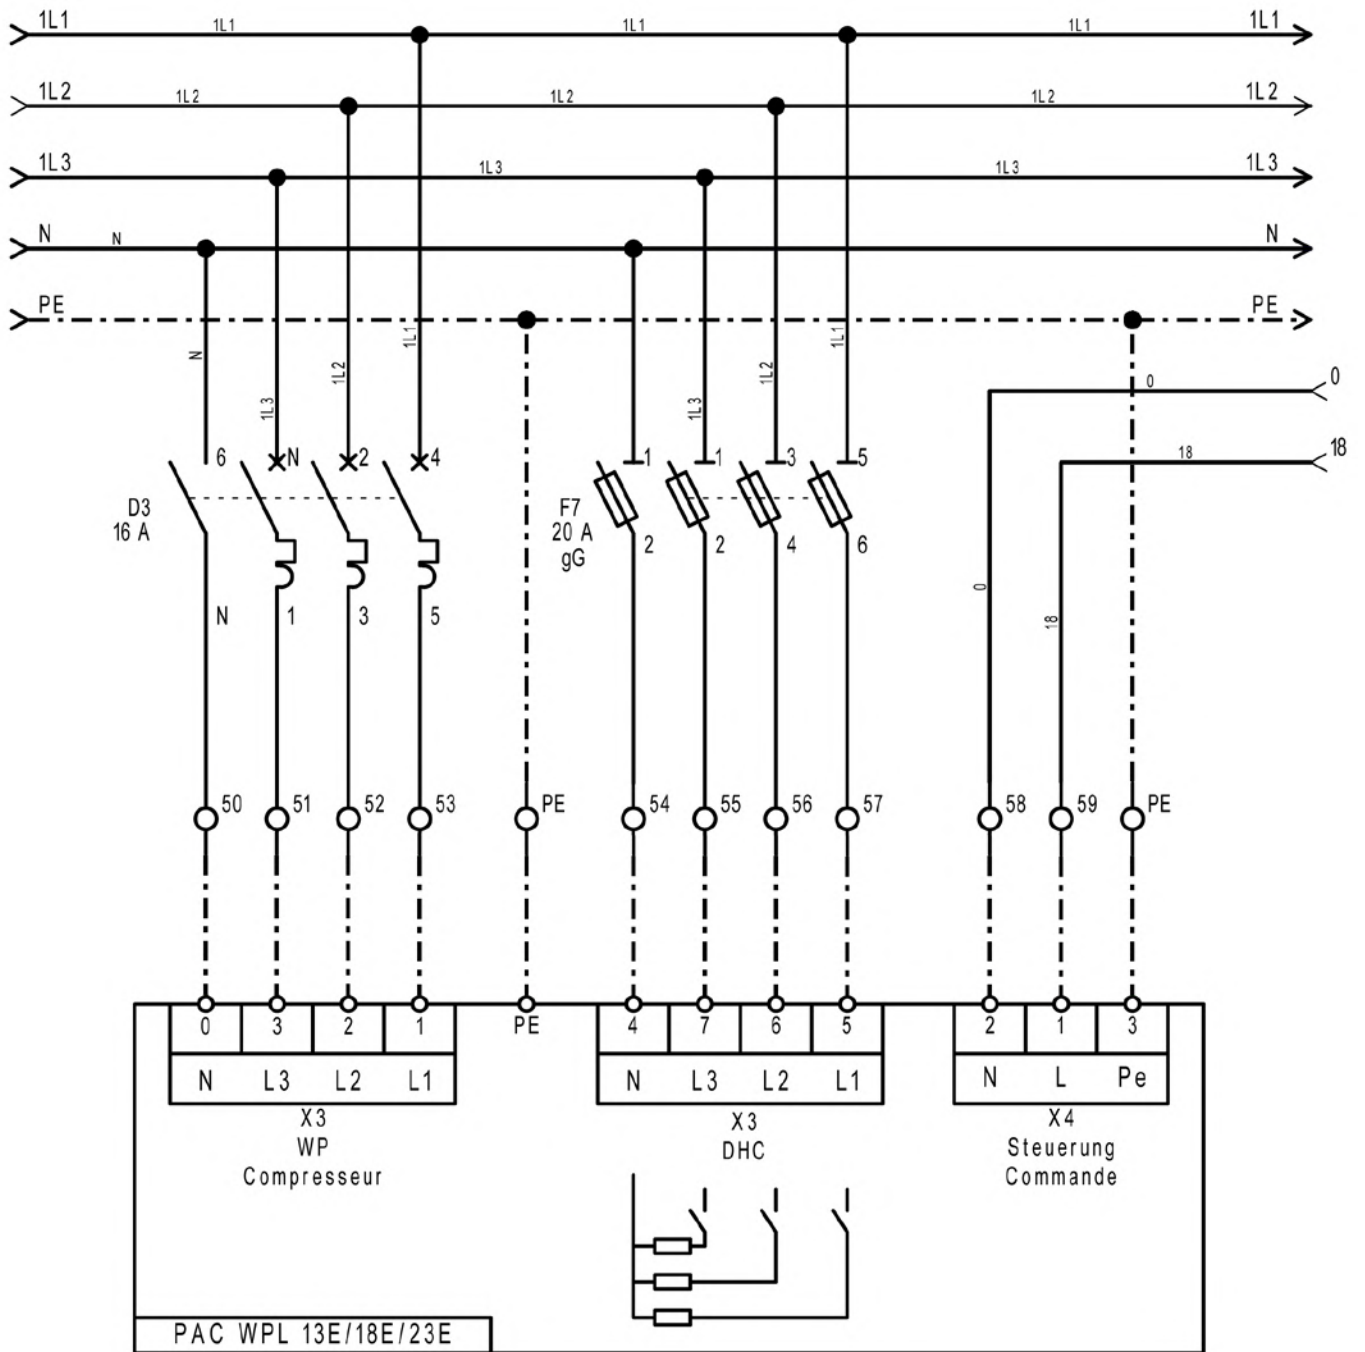 1L1 1L1 1L1 1L1 1L1
1L2 1L2 1L2 1L2 1L2
1L3 1L3 1L3 1L3
N N N
PE PE
N 1L3 1L2 1L1 1L3 1L2 1L1
0 0
18 18
6 N 2 4 1 1 3 5
D3
16 A
F7
20 A
gG
2 2 4 6
0
18
N 1 3 5
50 51 52 53 PE 54 55 56 57 58 59 PE
0 3 2 1 PE 4 7 6 5 2 1 3
N L3 L2 L1 N L3 L2 L1 N L Pe
X3
WP
Compresseur
X3
DHC
X4
Steuerung
Commande
PAC WPL 13E/18E/23E